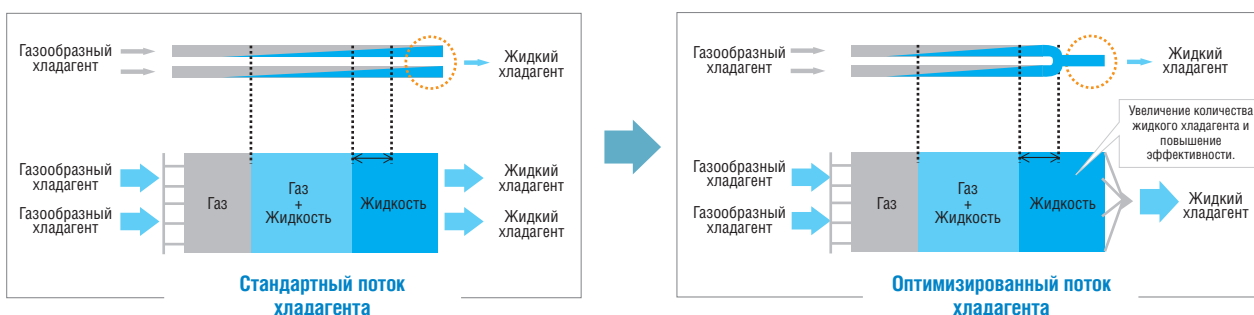 Газообразный
хладагент
Жидкий
хладагент
Газообразный
хладагент
Газообразный
хладагент
Газ
Газ
+
Жидкость
Жидкость
Жидкий
хладагент
Жидкий
хладагент
Стандартный поток
хладагента
Газообразный
хладагент
Жидкий
хладагент
Увеличение количества
жидкого хладагента и
повышение
эффективности.
Газообразный
хладагент
Газообразный
хладагент
Газ
Газ
+
Жидкость
Жидкость
Жидкий
хладагент
Оптимизированный поток
хладагента